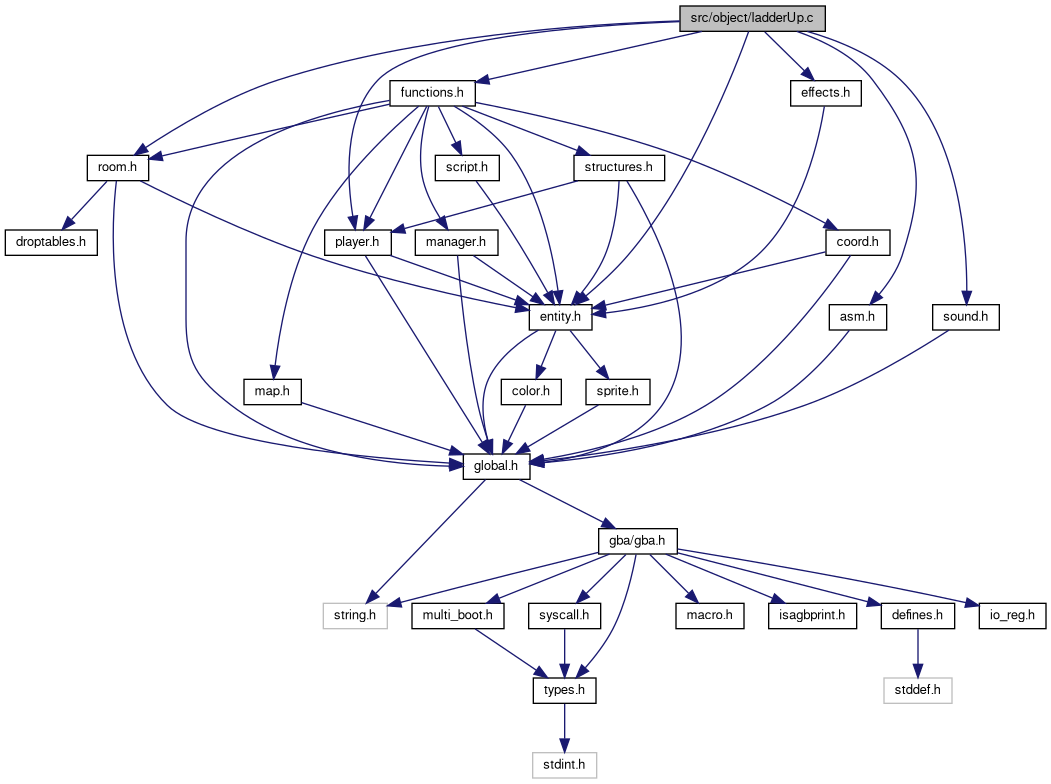 src/object/ladderUp.c
functions.h
effects.h
room.h
script.h
structures.h
droptables.h
player.h
manager.h
coord.h
entity.h
asm.h
sound.h
map.h
color.h
sprite.h
global.h
gba/gba.h
string.h
multi_boot.h
syscall.h
macro.h
isagbprint.h
defines.h
io_reg.h
types.h
stddef.h
stdint.h